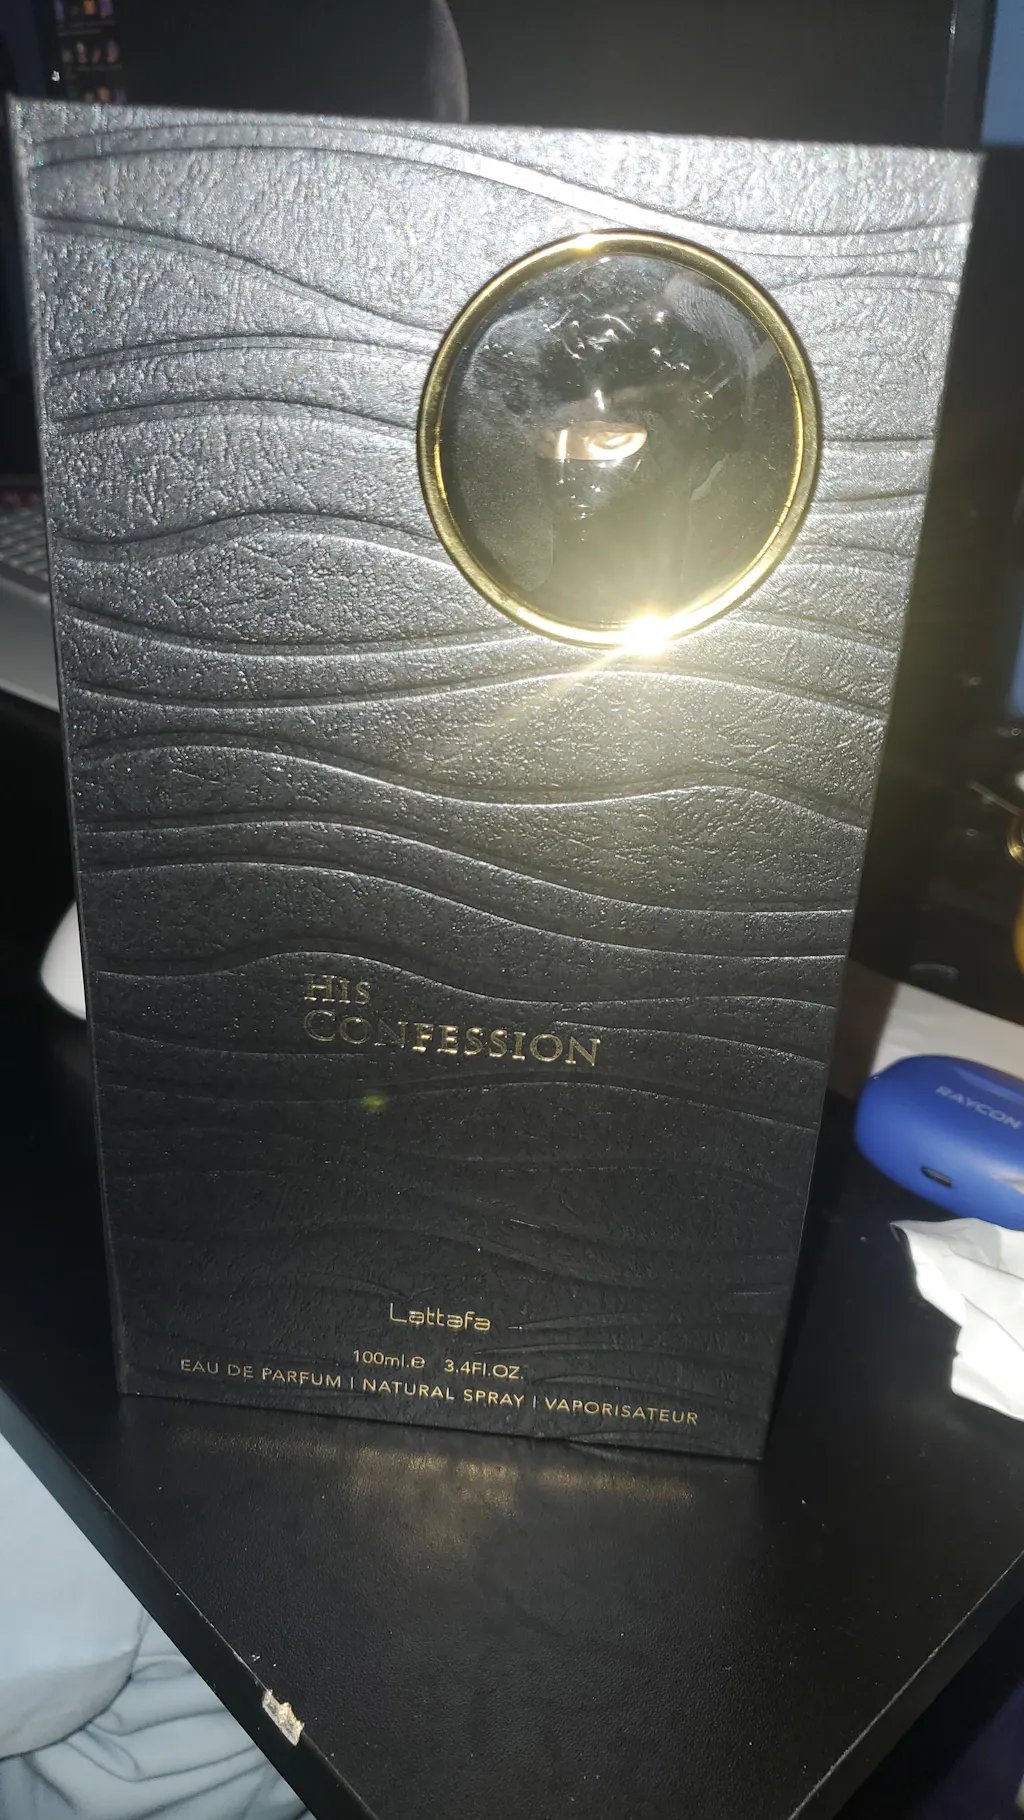 HIS
CONFESSION
RAYCON
Lattafa
100ml.e 3.4Fl.OZ.
EAU DE PARFUM | NATURAL SPRAY | VAPORISATEUR